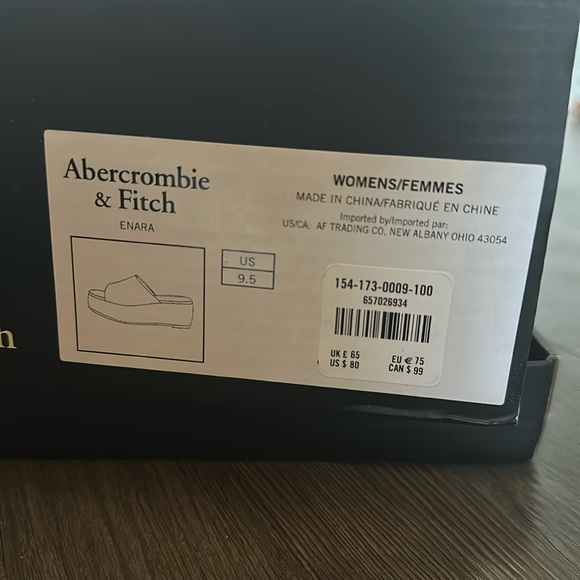 Abercrombie
& Fitch
ENARA
US
9.5
WOMENS/FEMMES
MADE IN CHINA/FABRIQUÉ EN CHINE
Imported by/Imported par:
US/CA: AF TRADING CO, NEW ALBANY OHIO 43054
154-173-0009-100
657026934
UK £ 65 EU € 75
US $ 80 CAN $ 99
h